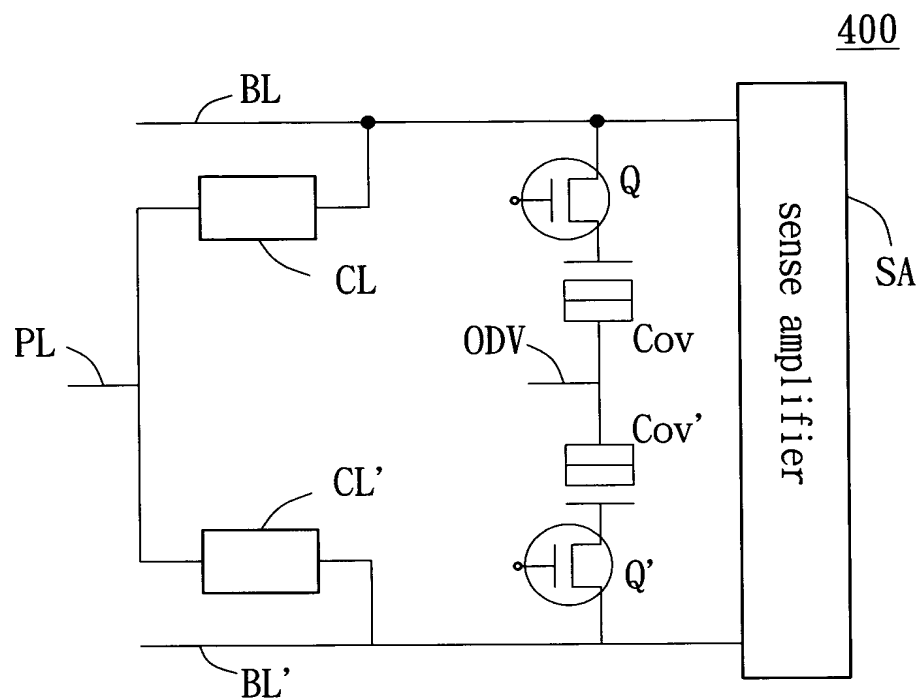 400
BL
Q
CL
SA
sense amplifier
PL
ODV
Cov
Cov'
CL'
Q'
BL'